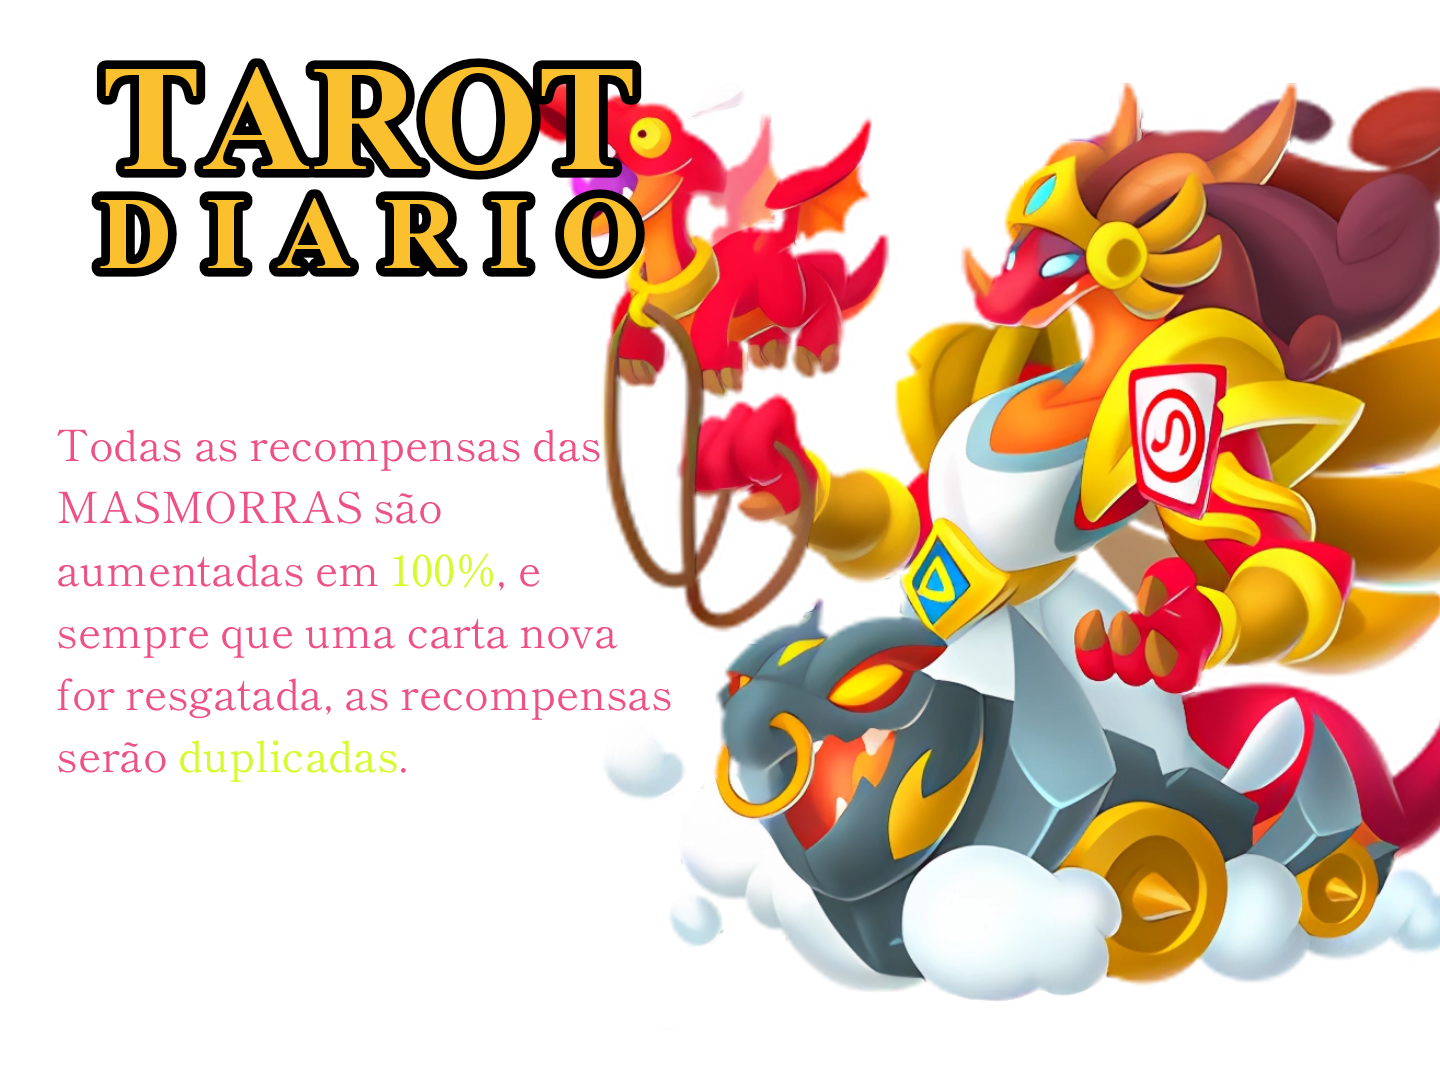 TAROT
DIARIO
Todas as recompensas das
MASMORRAS são
aumentadas em 100%, e
sempre que uma carta nova
for resgatada, as recompensas
serão duplicadas.